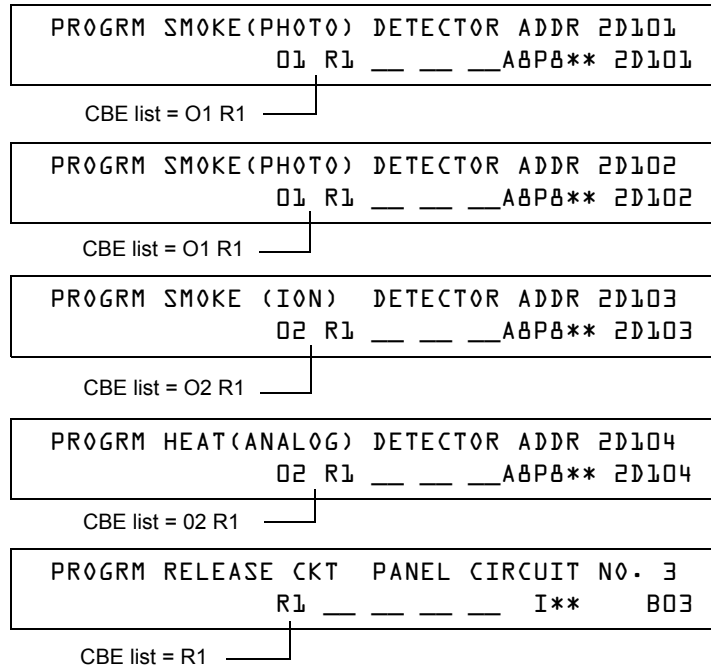 PROGRM SMOKE(PHOTO) DETECTOR ADDR 2D101
01 R1 __ __ __A8P8** 2D101
CBE list = O1 R1
PROGRM SMOKE(PHOTO) DETECTOR ADDR 2D102
01 R1 __ __ __A8P8** 2D102
CBE list = O1 R1
PROGRM SMOKE (ION) DETECTOR ADDR 2D103
02 R1 __ __ __A8P8** 2D103
CBE list = O2 R1
PROGRM HEAT(ANALOG) DETECTOR ADDR 2D104
02 R1 __ __ __A8P8** 2D104
CBE list = 02 R1
PROGRM RELEASE CKT PANEL CIRCUIT NO. 3
R1 __ __ __ __ I** B03
CBE list = R1